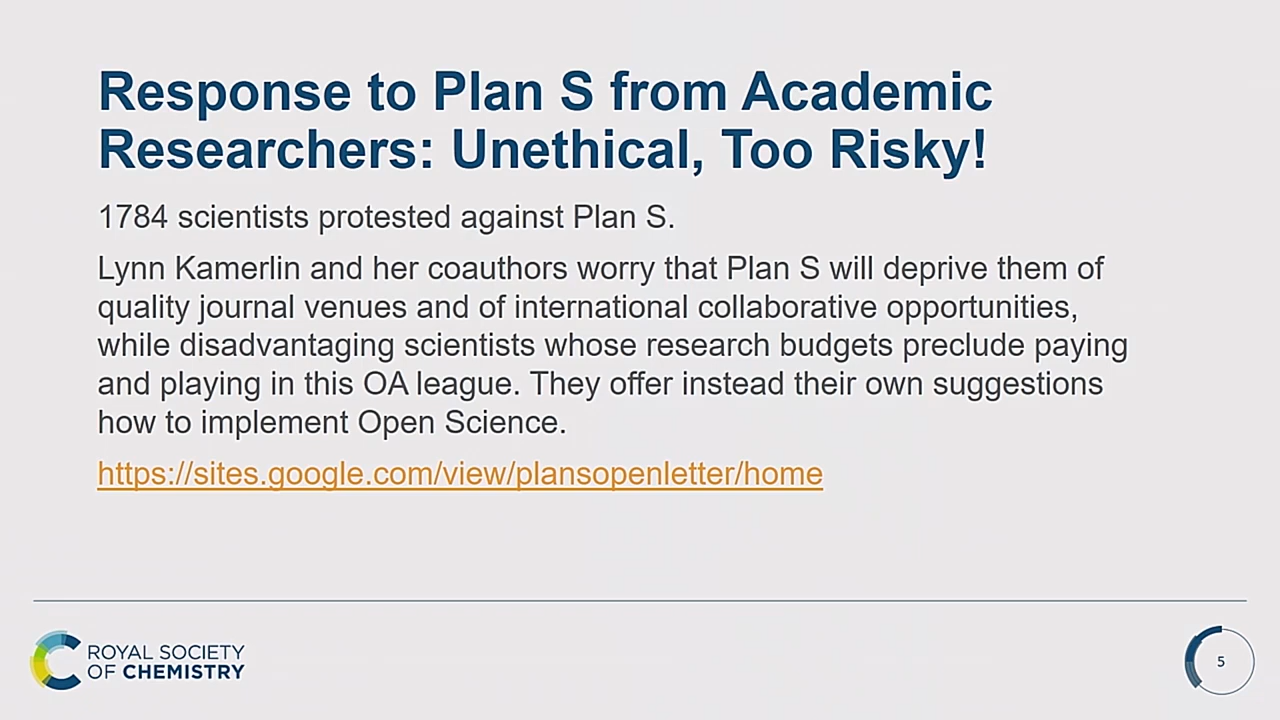 Response to Plan S from Academic
Researchers: Unethical, Too Risky!
1784 scientists protested against Plan S.
Lynn Kamerlin and her coauthors worry that Plan S will deprive them of
quality journal venues and of international collaborative opportunities,
while disadvantaging scientists whose research budgets preclude paying
and playing in this OA league. They offer instead their own suggestions
how to implement Open Science.
https://sites.google.com/view/plansopenletter/home
ROYAL SOCIETY
OF CHEMISTRY
5